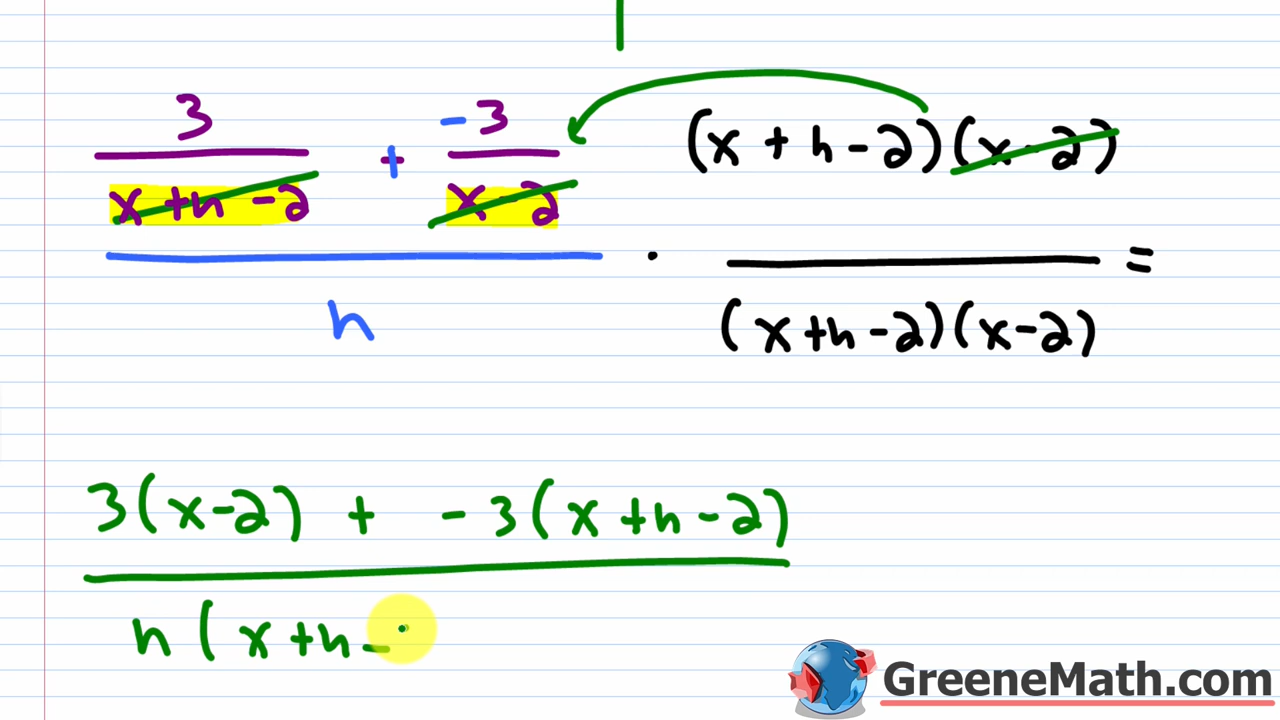 3 -3 (x + h - 2)(x - 2)
+
x + h - 2 x - 2
· =
h (x + h - 2)(x - 2)
3(x - 2) + -3(x + h - 2)
h(x + h -
GreeneMath.com